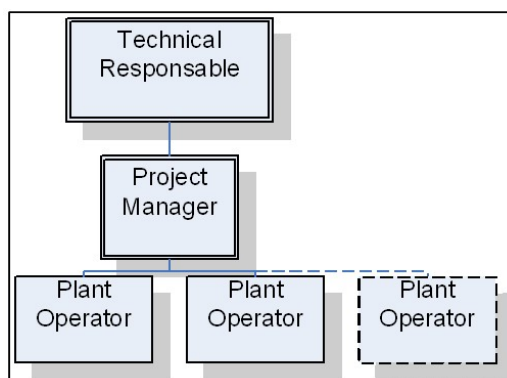 Technical
Responsable
Project
Manager
Plant
Operator
Plant
Operator
Plant
Operator